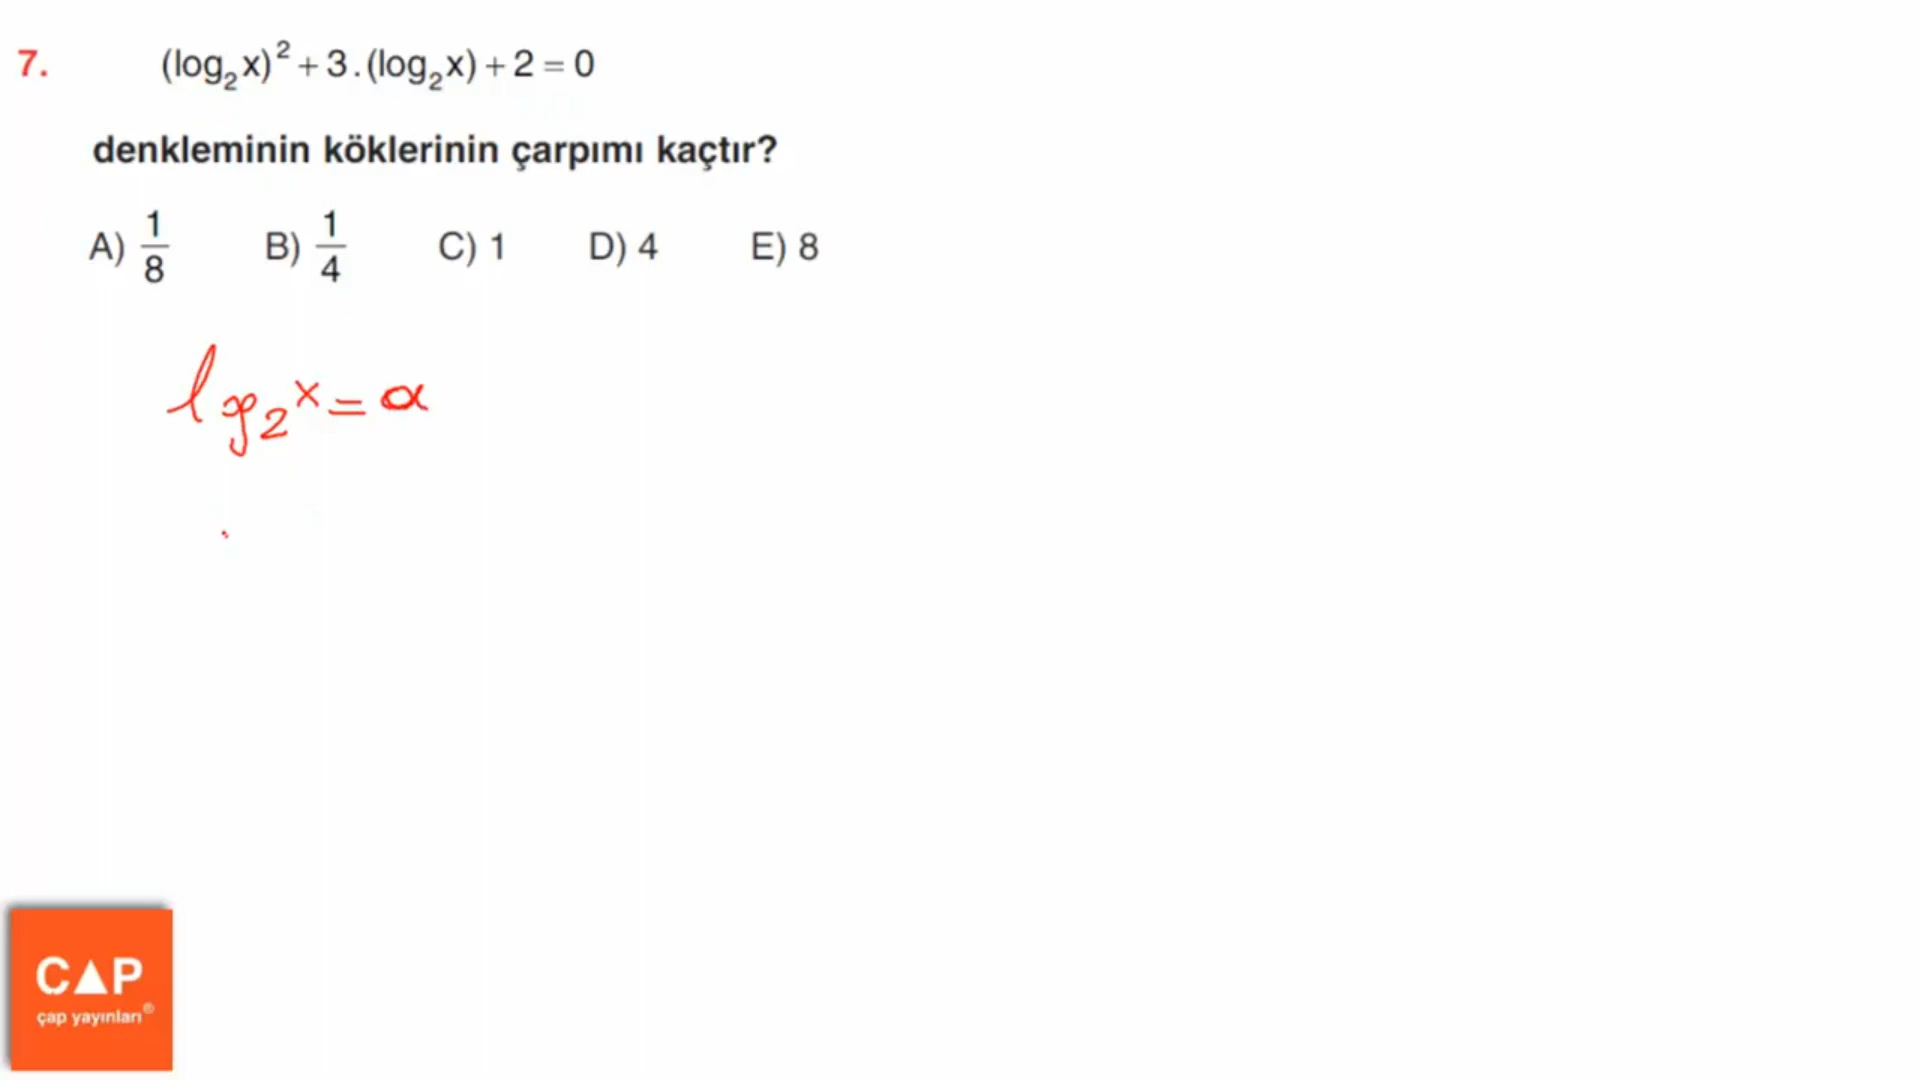 7. (log₂x)² + 3.(log₂x) + 2 = 0
denkleminin köklerinin çarpımı kaçtır?
A) 1/8 B) 1/4 C) 1 D) 4 E) 8
log₂x = a
CAP
çap yayınları®